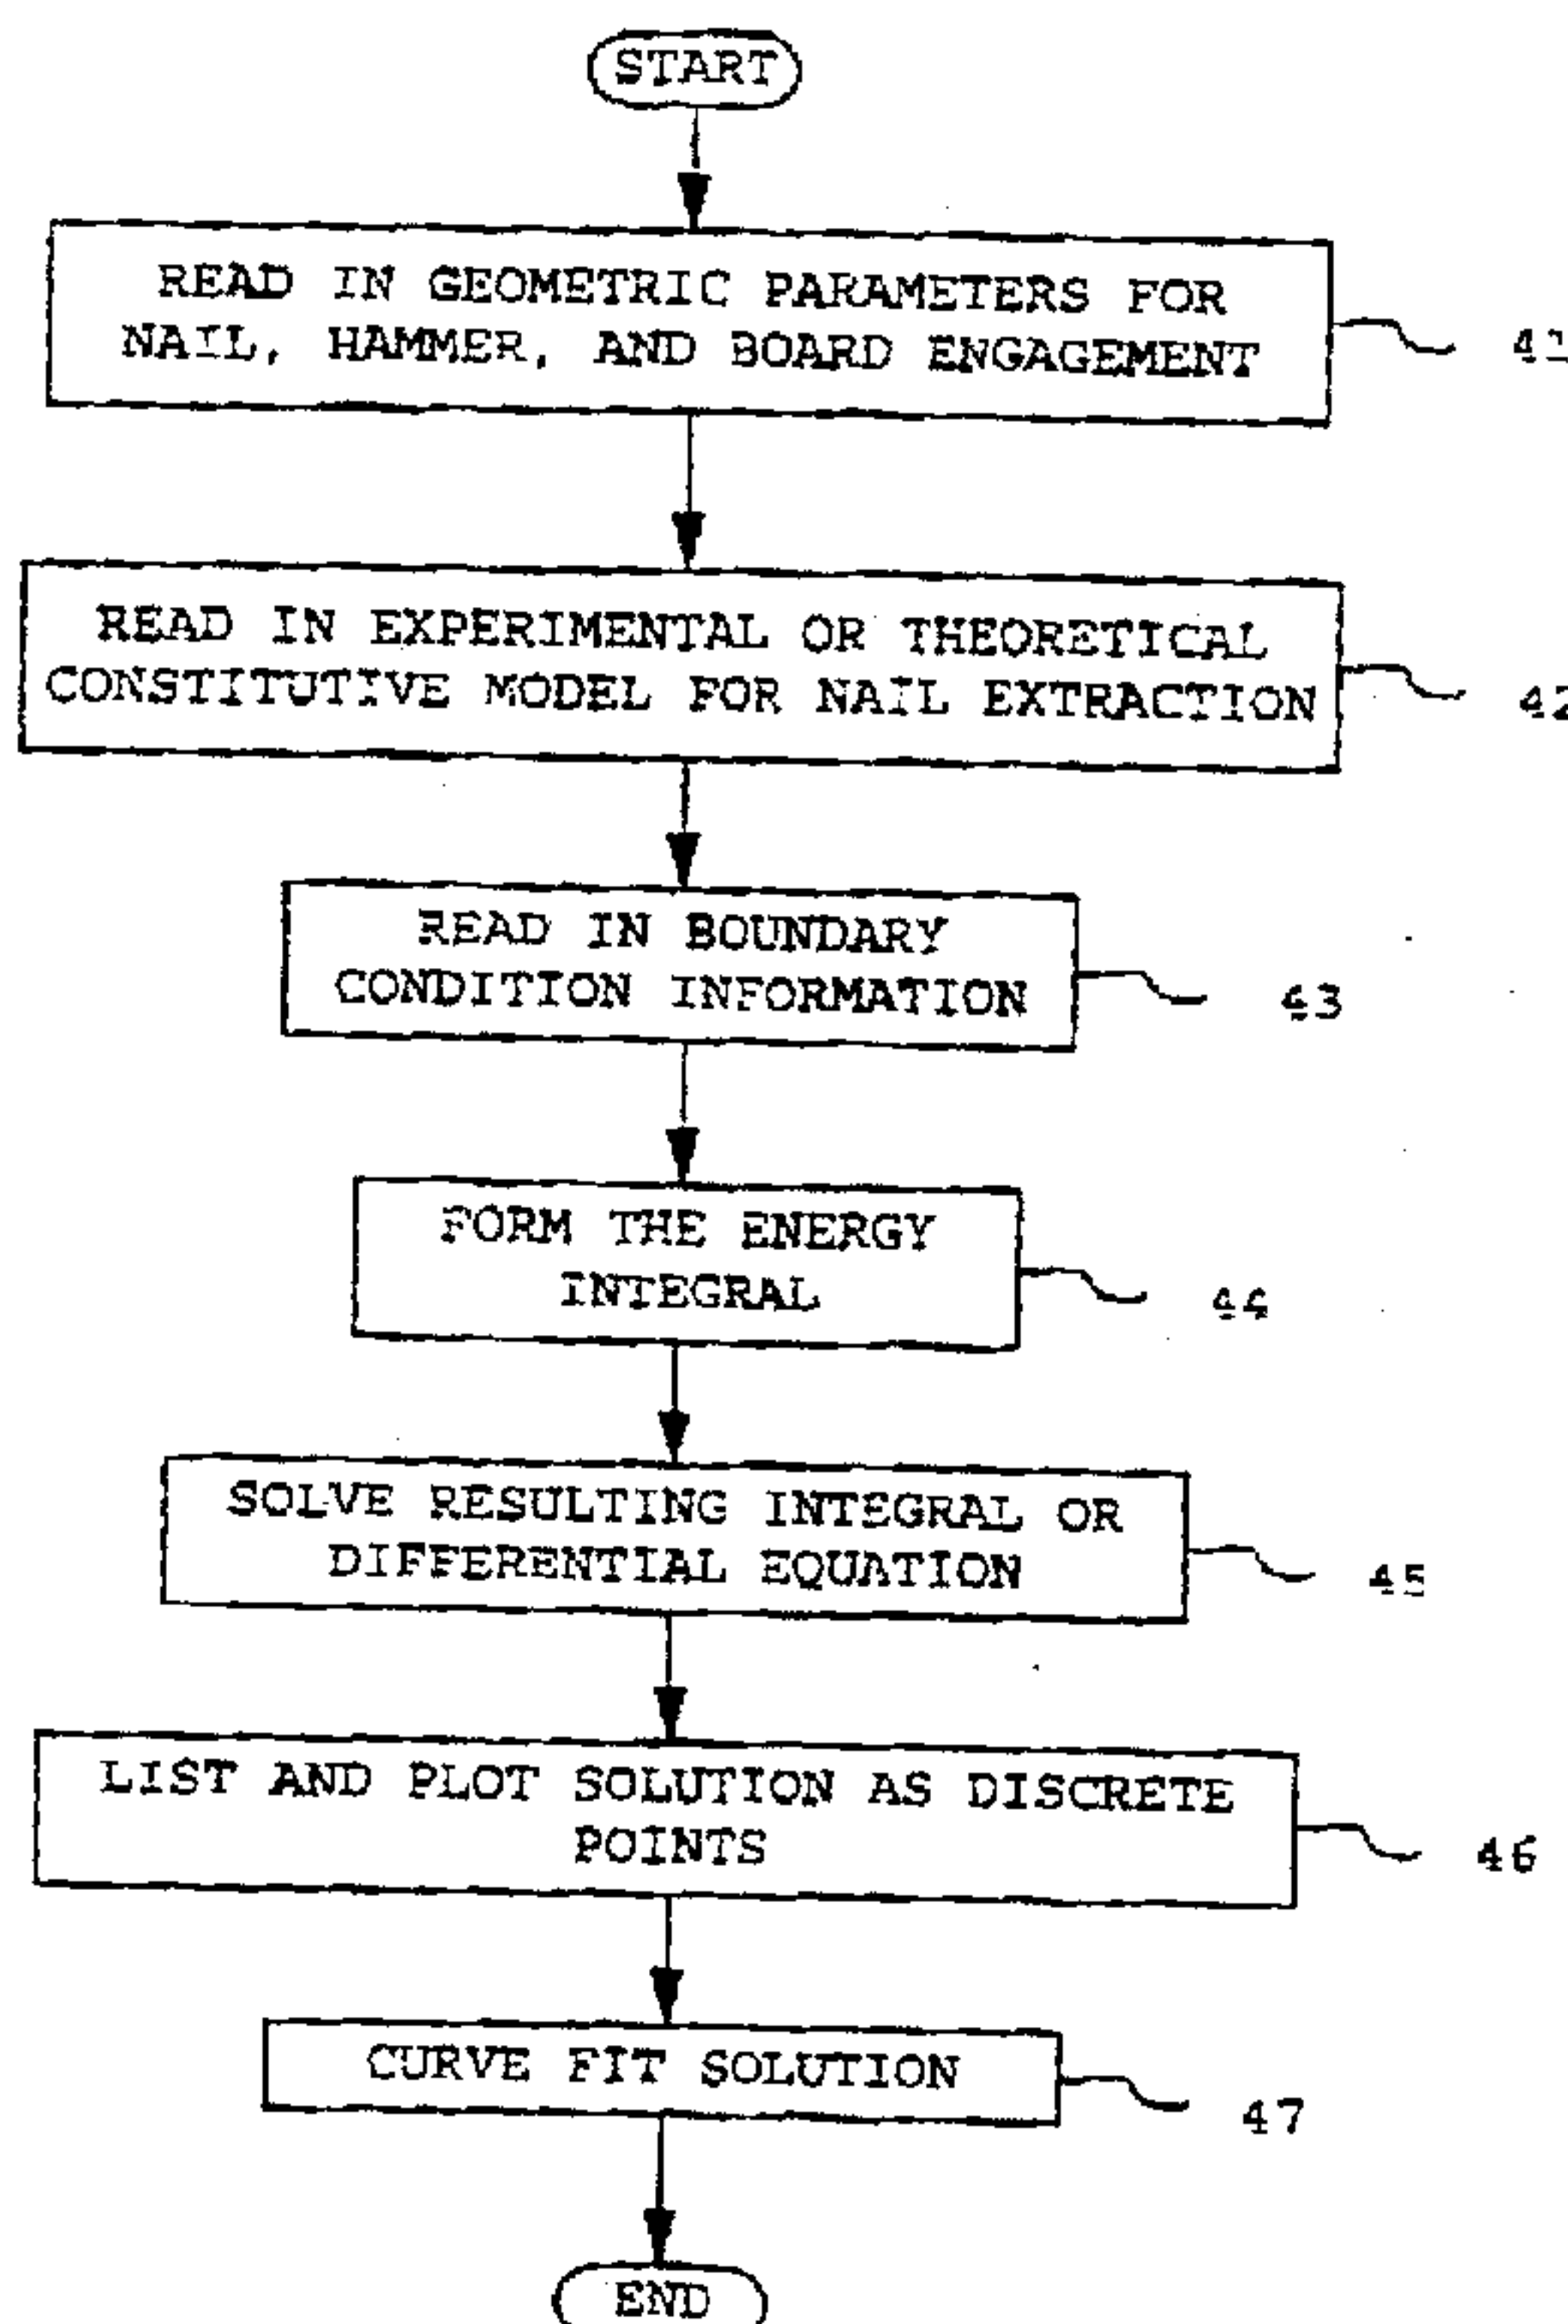 START
READ IN GEOMETRIC PARAMETERS FOR
NAIL, HAMMER, AND BOARD ENGAGEMENT
41
READ IN EXPERIMENTAL OR THEORETICAL
CONSTITUTIVE MODEL FOR NAIL EXTRACTION
42
READ IN BOUNDARY
CONDITION INFORMATION
43
FORM THE ENERGY
INTEGRAL
44
SOLVE RESULTING INTEGRAL OR
DIFFERENTIAL EQUATION
45
LIST AND PLOT SOLUTION AS DISCRETE
POINTS
46
CURVE FIT SOLUTION
47
END